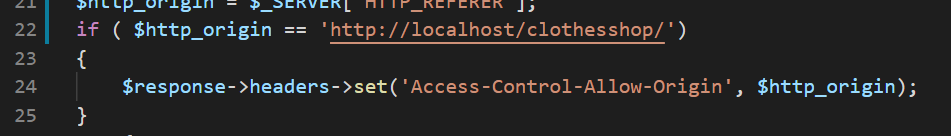 21 $http_origin = $_SERVER['HTTP_REFERER'];
22 if ( $http_origin == 'http://localhost/clothesshop/')
23 {
24 $response->headers->set('Access-Control-Allow-Origin', $http_origin);
25 }